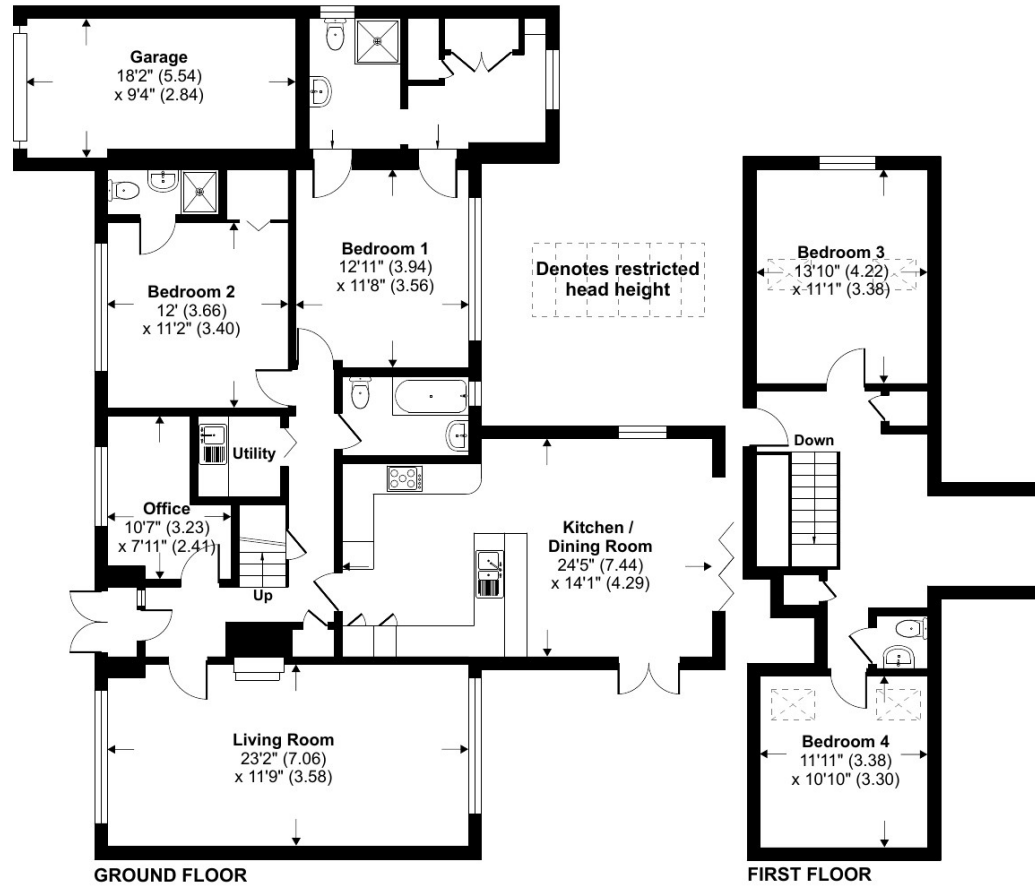 Garage
18'2" (5.54)
x 9'4" (2.84)
Bedroom 1
12'11" (3.94)
x 11'8" (3.56)
Bedroom 2
12' (3.66)
x 11'2" (3.40)
Denotes restricted
head height
Bedroom 3
13'10" (4.22)
x 11'1" (3.38)
Utility
Office
10'7" (3.23)
x 7'11" (2.41)
Up
Kitchen /
Dining Room
24'5" (7.44)
x 14'1" (4.29)
Down
Living Room
23'2" (7.06)
x 11'9" (3.58)
Bedroom 4
11'11" (3.38)
x 10'10" (3.30)
GROUND FLOOR
FIRST FLOOR